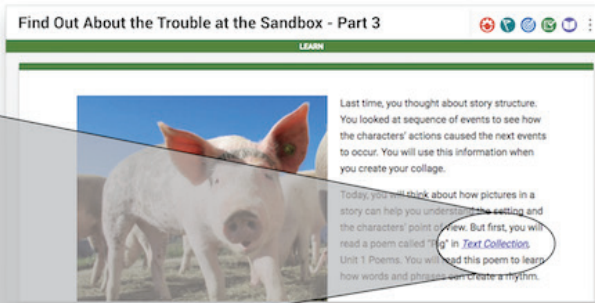 Find Out About the Trouble at the Sandbox - Part 3
LEARN
Last time, you thought about story structure.
You looked at sequence of events to see how
the characters' actions caused the next events
to occur. You will use this information when
you create your collage.
Today, you will think about how pictures in a
story can help you understand the setting and
the characters' point of view. But first, you will
read a poem called "Pig" in Text Collection,
Unit 1 Poems. You will read this poem to learn
how words and phrases can create a rhythm.